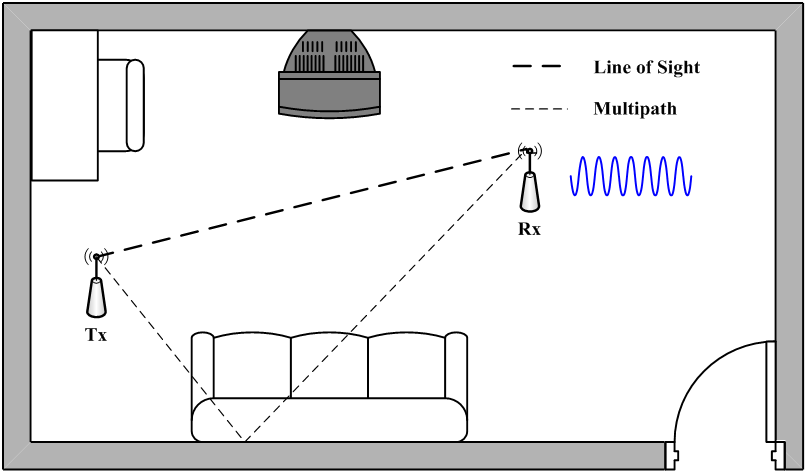 Line of Sight
Multipath
Rx
Tx